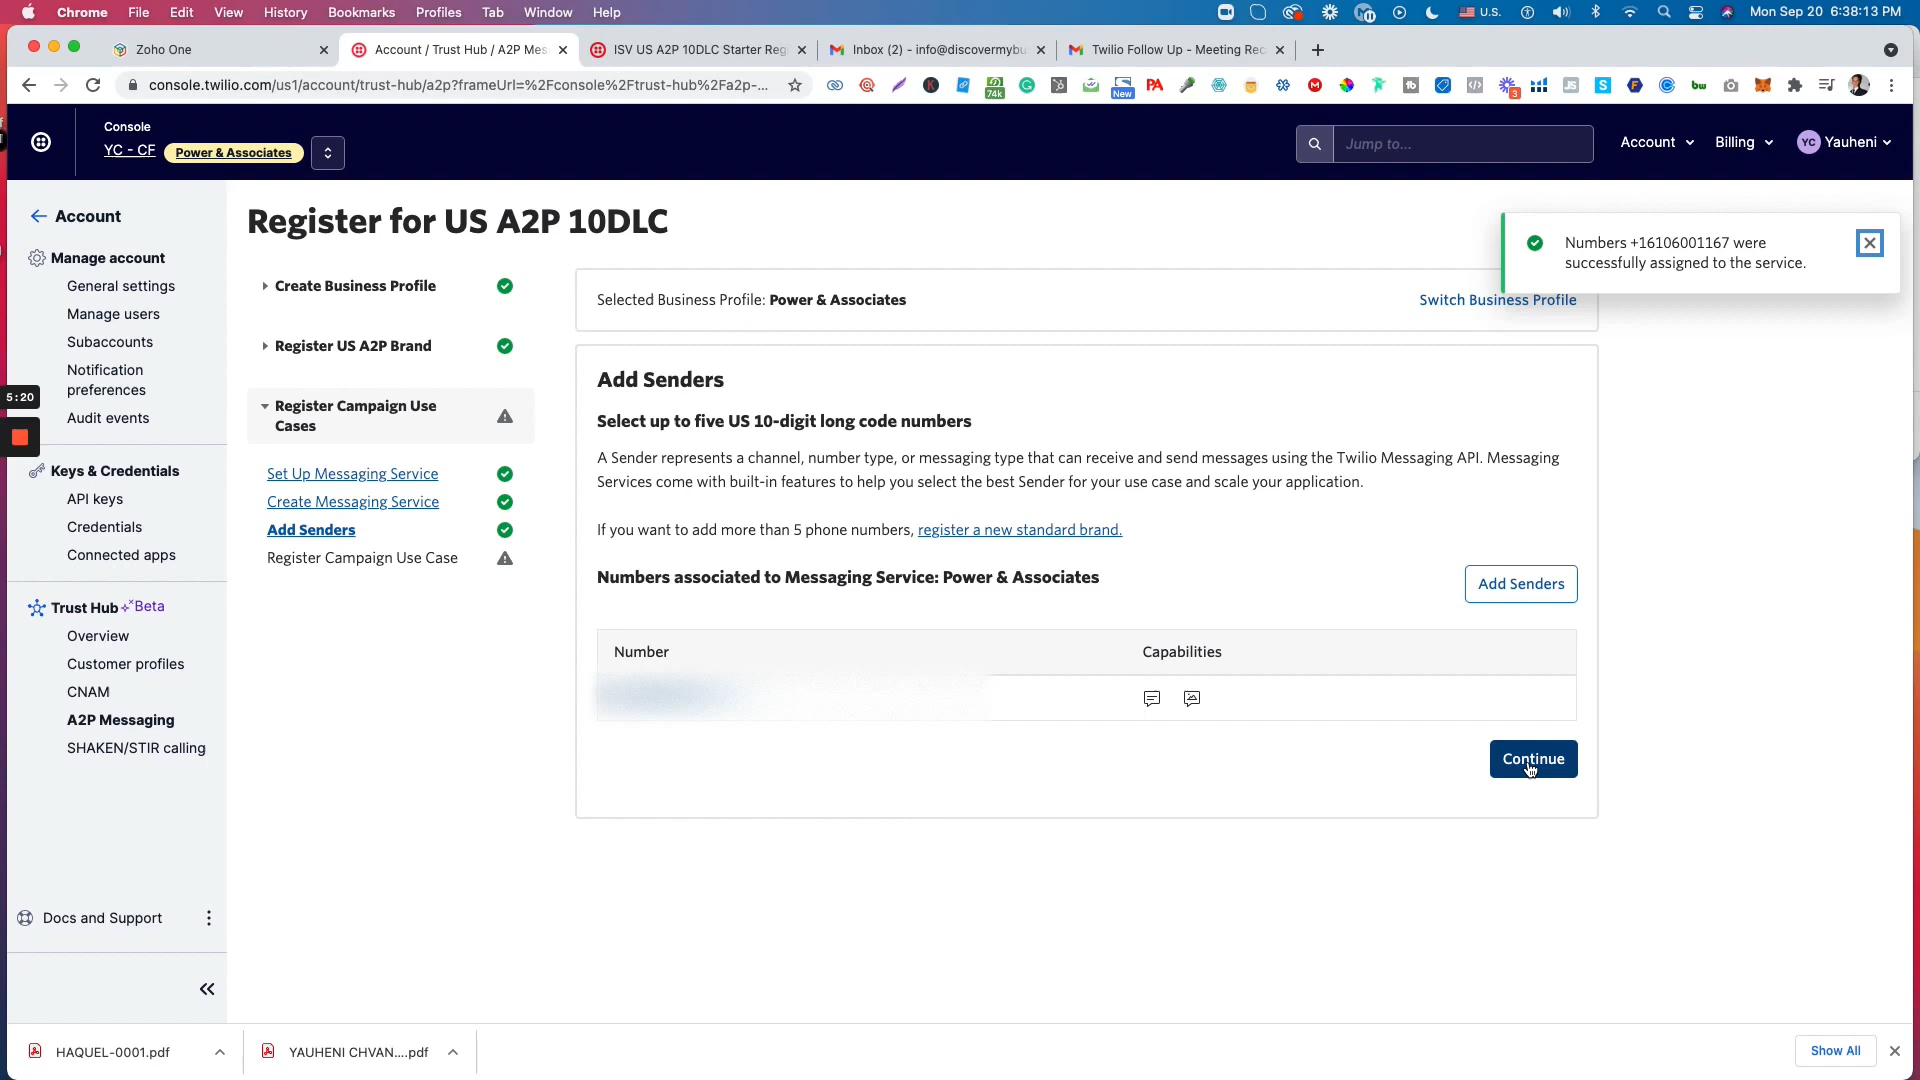 Chrome File Edit View History Bookmarks Profiles Tab Window Help
U.S. Mon Sep 20 6:38:13 PM
Zoho One
Account / Trust Hub / A2P Mes
ISV US A2P 10DLC Starter Reg
Inbox (2) - info@discovermybu
Twilio Follow Up - Meeting Rec
console.twilio.com/us1/account/trust-hub/a2p?frameUrl=%2Fconsole%2Ftrust-hub%2Fa2p-...
74k
New
PA
3
JS
bw
Console
YC - CF Power & Associates
Jump to...
Account
Billing
YC Yauheni
Account
Manage account
General settings
Manage users
Subaccounts
Notification
preferences
Audit events
5:20
Keys & Credentials
API keys
Credentials
Connected apps
Trust Hub Beta
Overview
Customer profiles
CNAM
A2P Messaging
SHAKEN/STIR calling
Docs and Support
Register for US A2P 10DLC
Create Business Profile
Register US A2P Brand
Register Campaign Use
Cases
Set Up Messaging Service
Create Messaging Service
Add Senders
Register Campaign Use Case
Selected Business Profile: Power & Associates
Switch Business Profile
Numbers +16106001167 were
successfully assigned to the service.
Add Senders
Select up to five US 10-digit long code numbers
A Sender represents a channel, number type, or messaging type that can receive and send messages using the Twilio Messaging API. Messaging
Services come with built-in features to help you select the best Sender for your use case and scale your application.
If you want to add more than 5 phone numbers, register a new standard brand.
Numbers associated to Messaging Service: Power & Associates
Add Senders
Number Capabilities
Continue
HAQUEL-0001.pdf
YAUHENI CHVAN....pdf
Show All